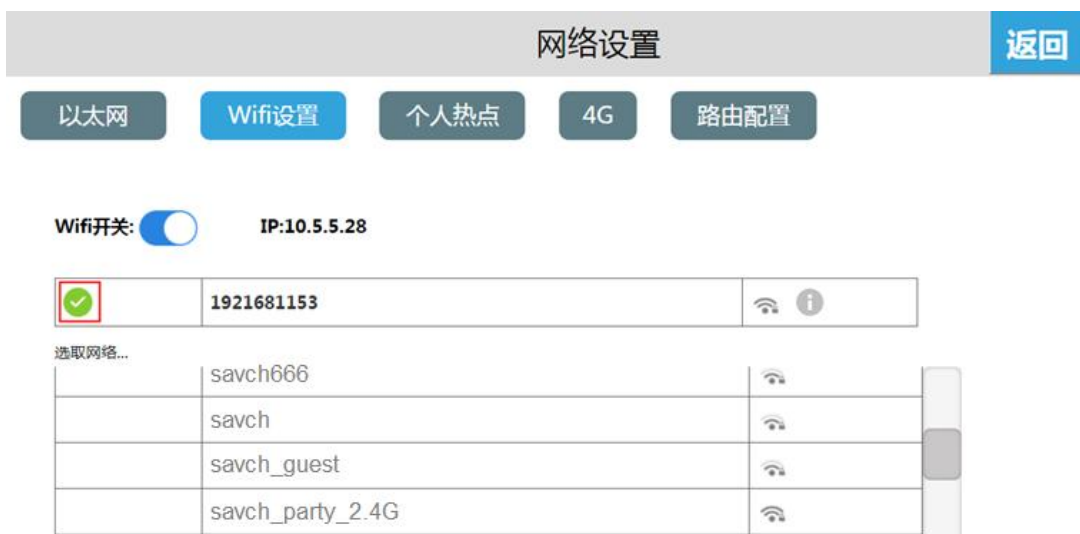 网络设置 返回
以太网 Wifi设置 个人热点 4G 路由配置
Wifi开关: IP:10.5.5.28
1921681153
选取网络...
savch666
savch
savch_guest
savch_party_2.4G